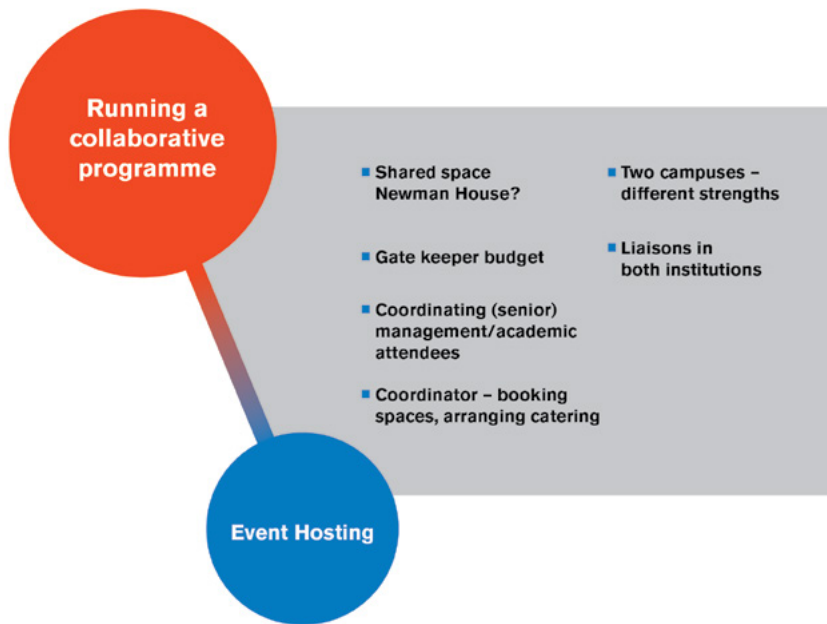 Running a
collaborative
programme
Shared space
Newman House?
Gate keeper budget
Coordinating (senior)
management/academic
attendees
Coordinator – booking
spaces, arranging catering
Two campuses –
different strengths
Liaisons in
both institutions
Event Hosting